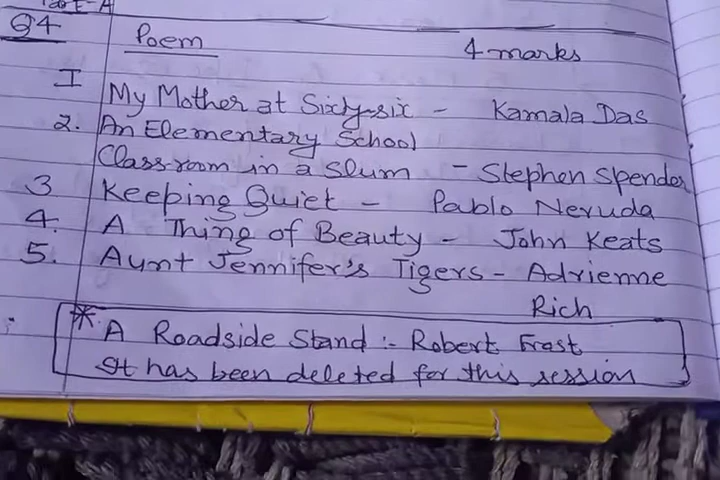 Part-A
Q4 Poem 4 marks
I My Mother at Sixty-six - Kamala Das
2. An Elementary School
Classroom in a Slum - Stephen Spender
3 Keeping Quiet - Pablo Neruda
4. A Thing of Beauty - John Keats
5. Aunt Jennifer's Tigers - Adrienne
Rich
* A Roadside Stand :- Robert Frost
It has been deleted for this session